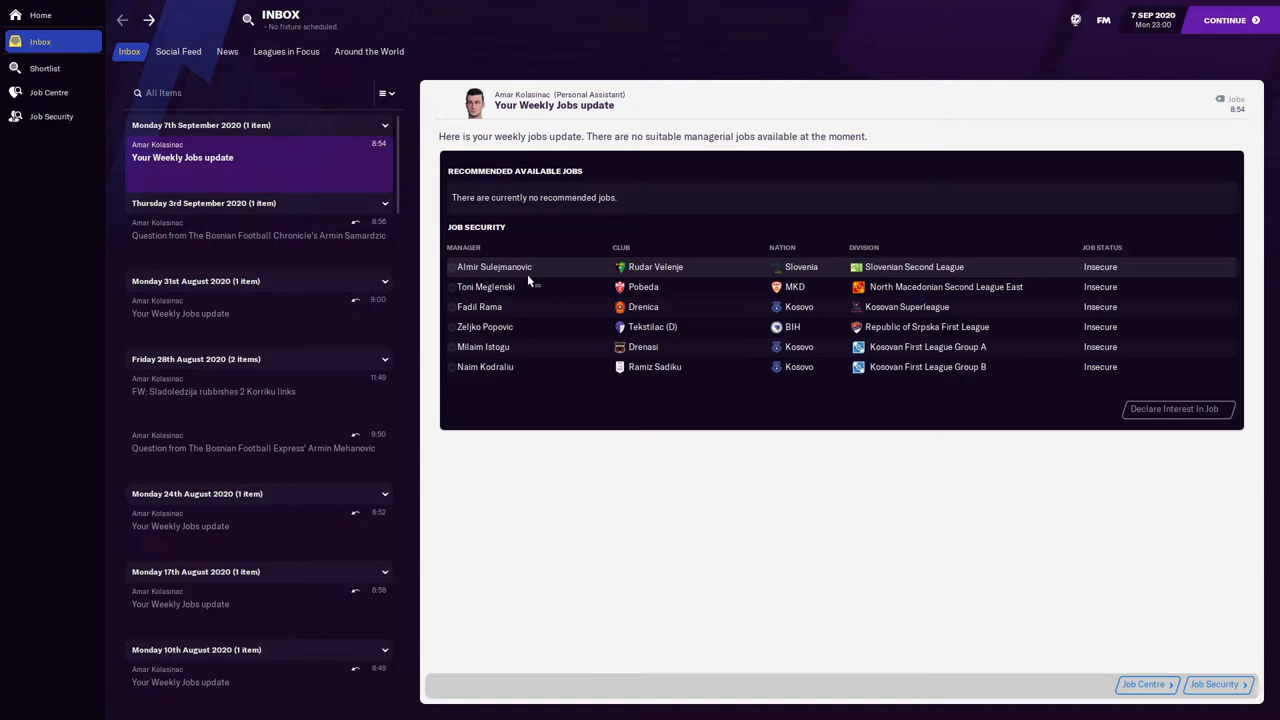 Home
Inbox
Shortlist
Job Centre
Job Security
INBOX
- No fixture scheduled.
FM
7 SEP 2020
Mon 23:00
CONTINUE
Inbox Social Feed News Leagues in Focus Around the World
All Items
Monday 7th September 2020 (1 item)
Amar Kolasinac 8:54
Your Weekly Jobs update
Thursday 3rd September 2020 (1 item)
Amar Kolasinac 8:56
Question from The Bosnian Football Chronicle's Armin Samardzic
Monday 31st August 2020 (1 item)
Amar Kolasinac 9:00
Your Weekly Jobs update
Friday 28th August 2020 (2 items)
Amar Kolasinac 11:49
FW: Sladoledzija rubbishes 2 Korriku links
Amar Kolasinac 9:50
Question from The Bosnian Football Express' Armin Mehanovic
Monday 24th August 2020 (1 item)
Amar Kolasinac 8:52
Your Weekly Jobs update
Monday 17th August 2020 (1 item)
Amar Kolasinac 8:58
Your Weekly Jobs update
Monday 10th August 2020 (1 item)
Amar Kolasinac 8:49
Your Weekly Jobs update
Amar Kolasinac (Personal Assistant)
Your Weekly Jobs update
Jobs
8:54
Here is your weekly jobs update. There are no suitable managerial jobs available at the moment.
RECOMMENDED AVAILABLE JOBS
There are currently no recommended jobs.
JOB SECURITY
MANAGER CLUB NATION DIVISION JOB STATUS
Almir Sulejmanovic Rudar Velenje Slovenia Slovenian Second League Insecure
Toni Meglenski Pobeda MKD North Macedonian Second League East Insecure
Fadil Rama Drenica Kosovo Kosovan Superleague Insecure
Zeljko Popovic Tekstilac (D) BIH Republic of Srpska First League Insecure
Milaim Istogu Drenasi Kosovo Kosovan First League Group A Insecure
Naim Kodraliu Ramiz Sadiku Kosovo Kosovan First League Group B Insecure
Declare Interest In Job
Job Centre Job Security